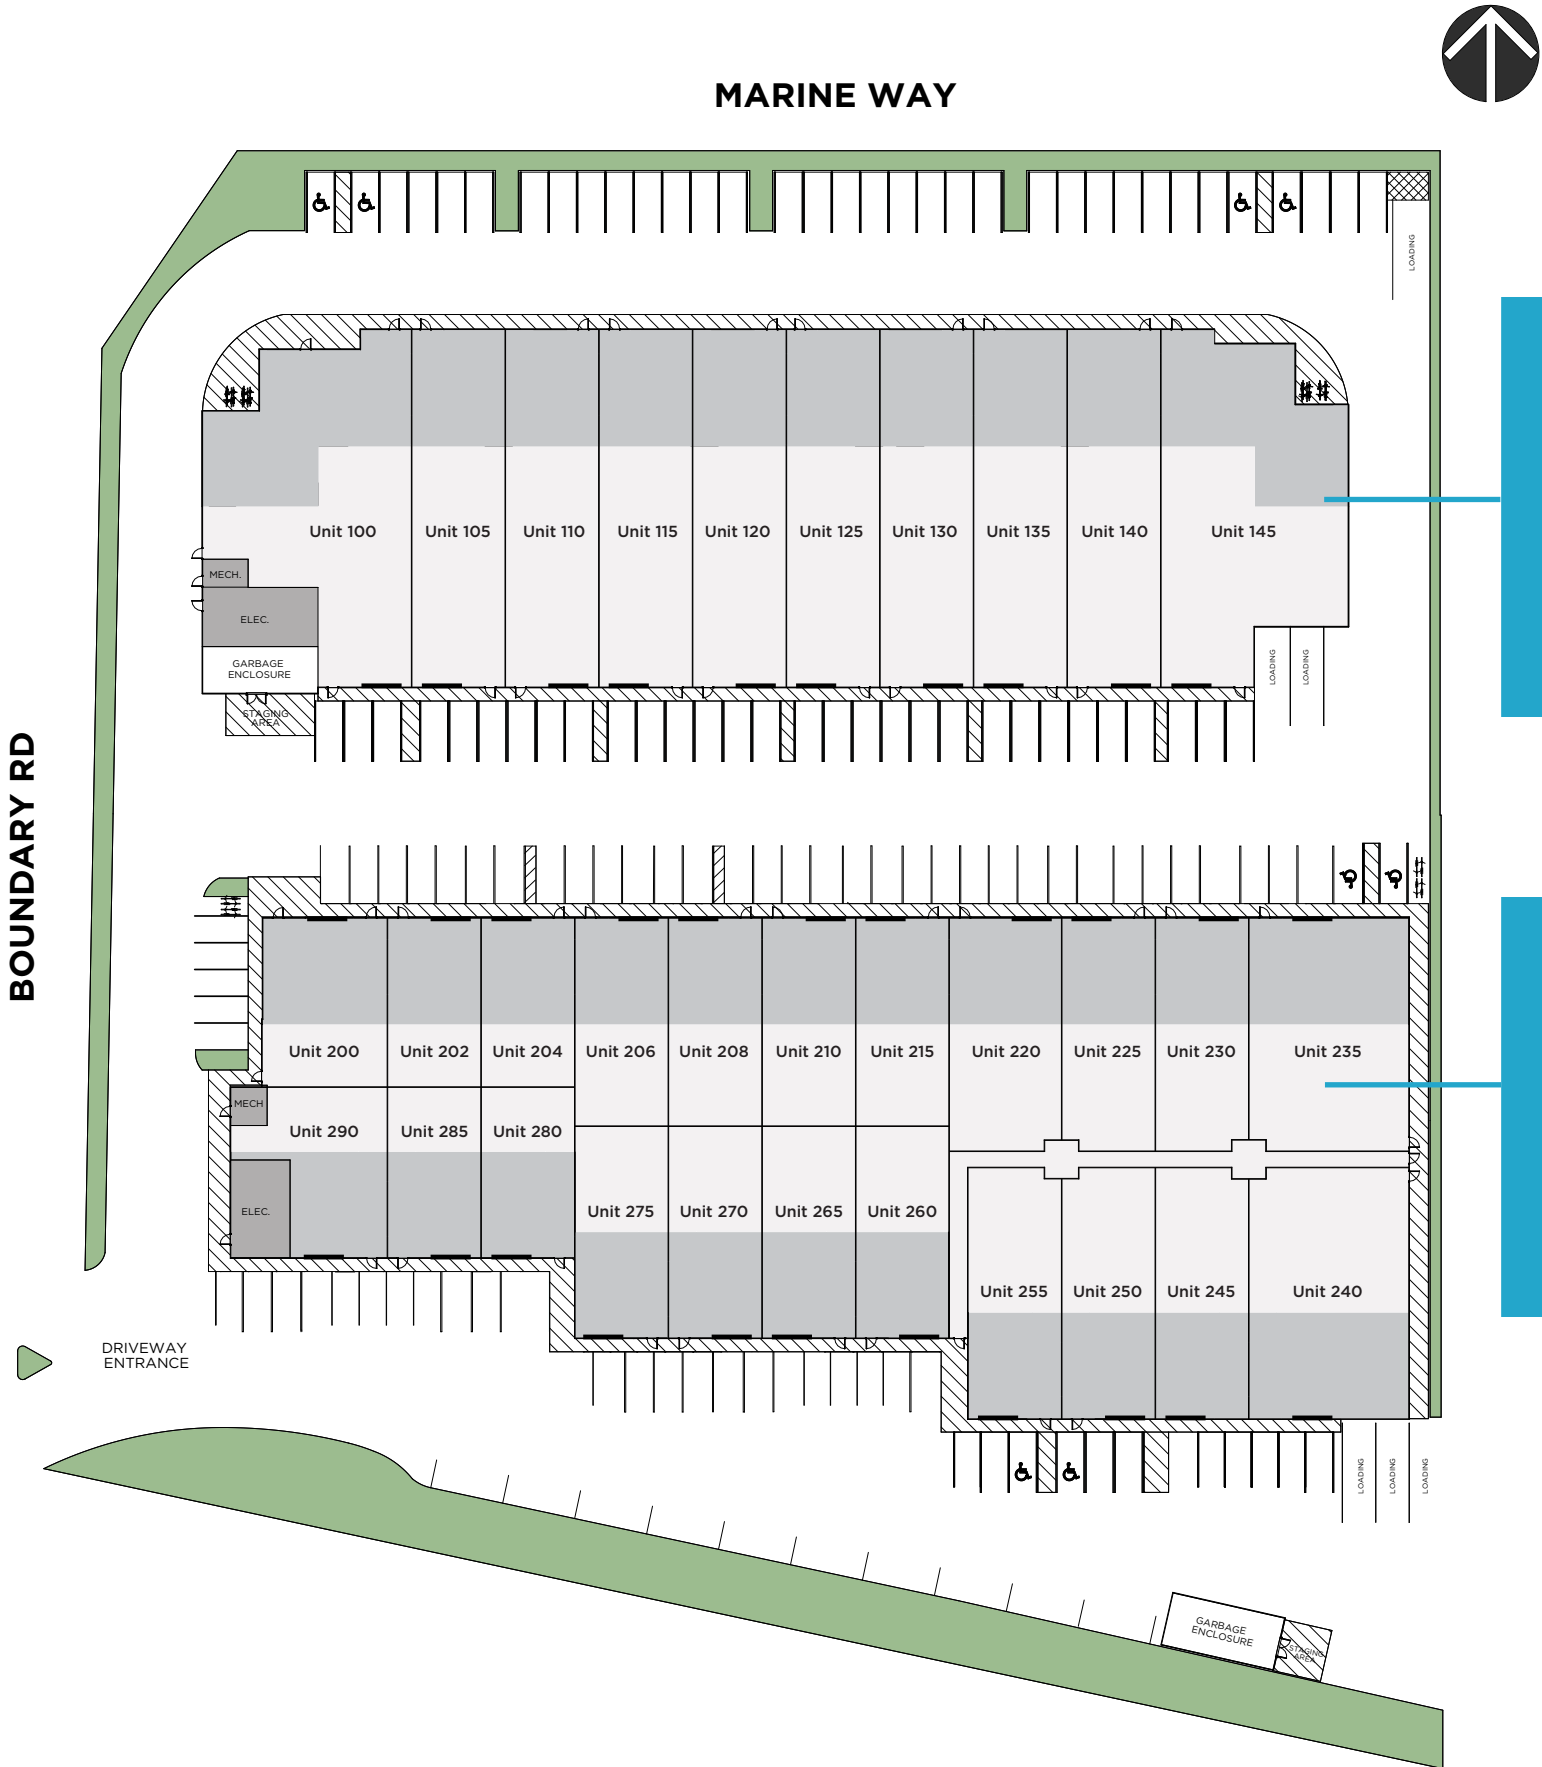 MARINE WAY
LOADING
Unit 100
Unit 105
Unit 110
Unit 115
Unit 120
Unit 125
Unit 130
Unit 135
Unit 140
Unit 145
MECH.
ELEC.
GARBAGE
ENCLOSURE
LOADING
LOADING
STAGING
AREA
BOUNDARY RD
Unit 200
Unit 202
Unit 204
Unit 206
Unit 208
Unit 210
Unit 215
Unit 220
Unit 225
Unit 230
Unit 235
MECH
Unit 290
Unit 285
Unit 280
ELEC.
Unit 275
Unit 270
Unit 265
Unit 260
Unit 255
Unit 250
Unit 245
Unit 240
DRIVEWAY
ENTRANCE
LOADING
LOADING
LOADING
GARBAGE
ENCLOSURE
STAGING
AREA